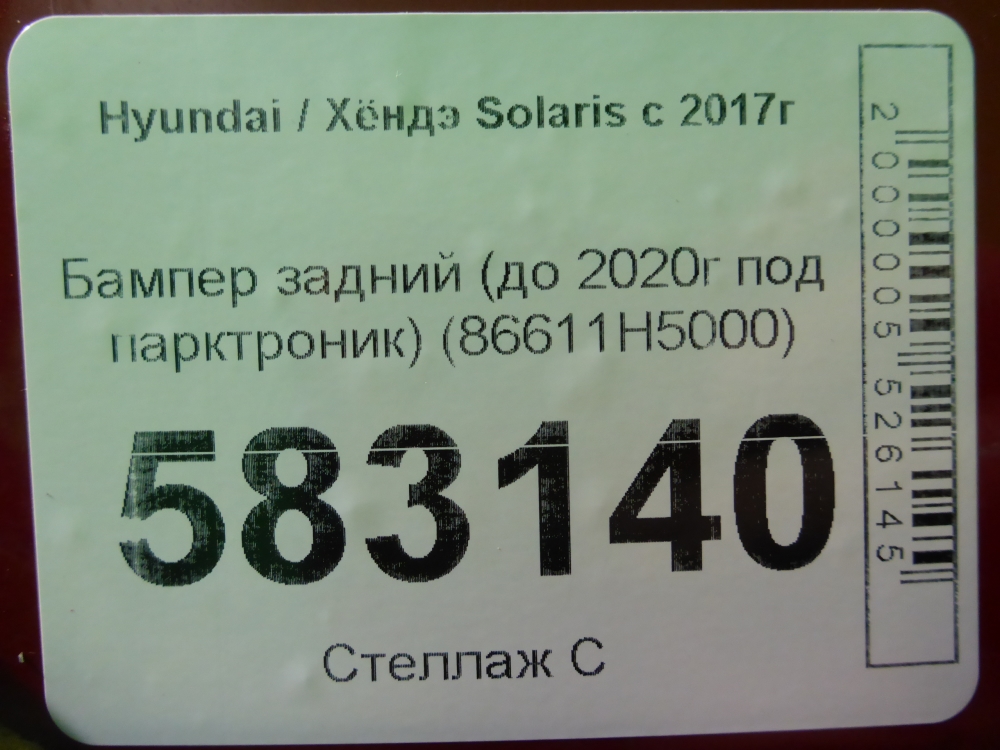 Hyundai / Хёндэ Solaris с 2017г
Бампер задний (до 2020г под
парктроник) (86611H5000)
583140
Стеллаж С
2000005526145